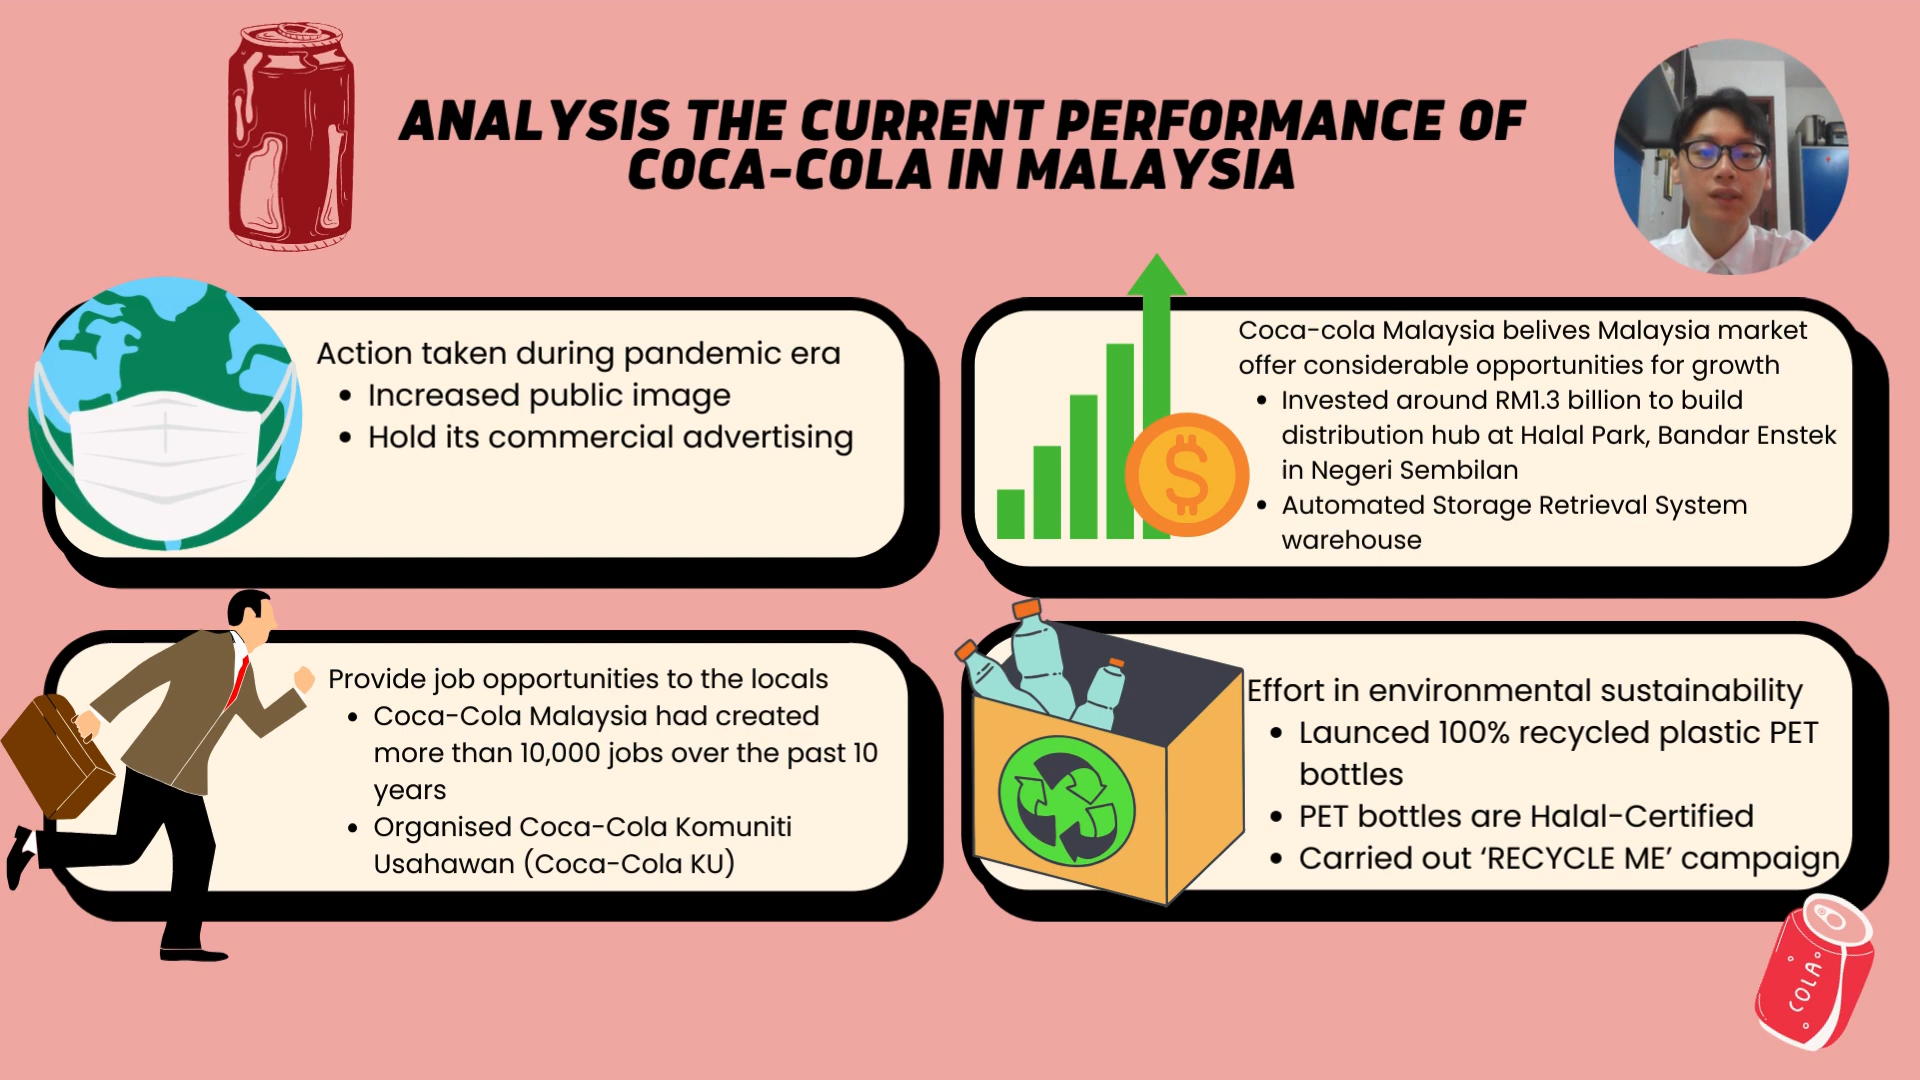 ANALYSIS THE CURRENT PERFORMANCE OF
COCA-COLA IN MALAYSIA
Action taken during pandemic era
• Increased public image
• Hold its commercial advertising
Coca-cola Malaysia belives Malaysia market
offer considerable opportunities for growth
• Invested around RM1.3 billion to build
distribution hub at Halal Park, Bandar Enstek
in Negeri Sembilan
• Automated Storage Retrieval System
warehouse
$
Provide job opportunities to the locals
• Coca-Cola Malaysia had created
more than 10,000 jobs over the past 10
years
• Organised Coca-Cola Komuniti
Usahawan (Coca-Cola KU)
Effort in environmental sustainability
• Launced 100% recycled plastic PET
bottles
• PET bottles are Halal-Certified
• Carried out ‘RECYCLE ME’ campaign
COLA